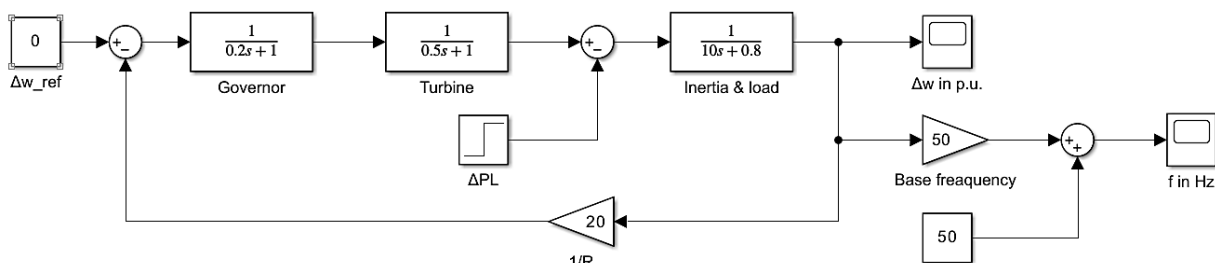 0
+
−
1
0.2s + 1
1
0.5s + 1
+
−
1
10s + 0.8
Δw_ref
Governor
Turbine
Inertia & load
Δw in p.u.
ΔPL
50
+
+
Base freaquency
f in Hz
20
50
1/R